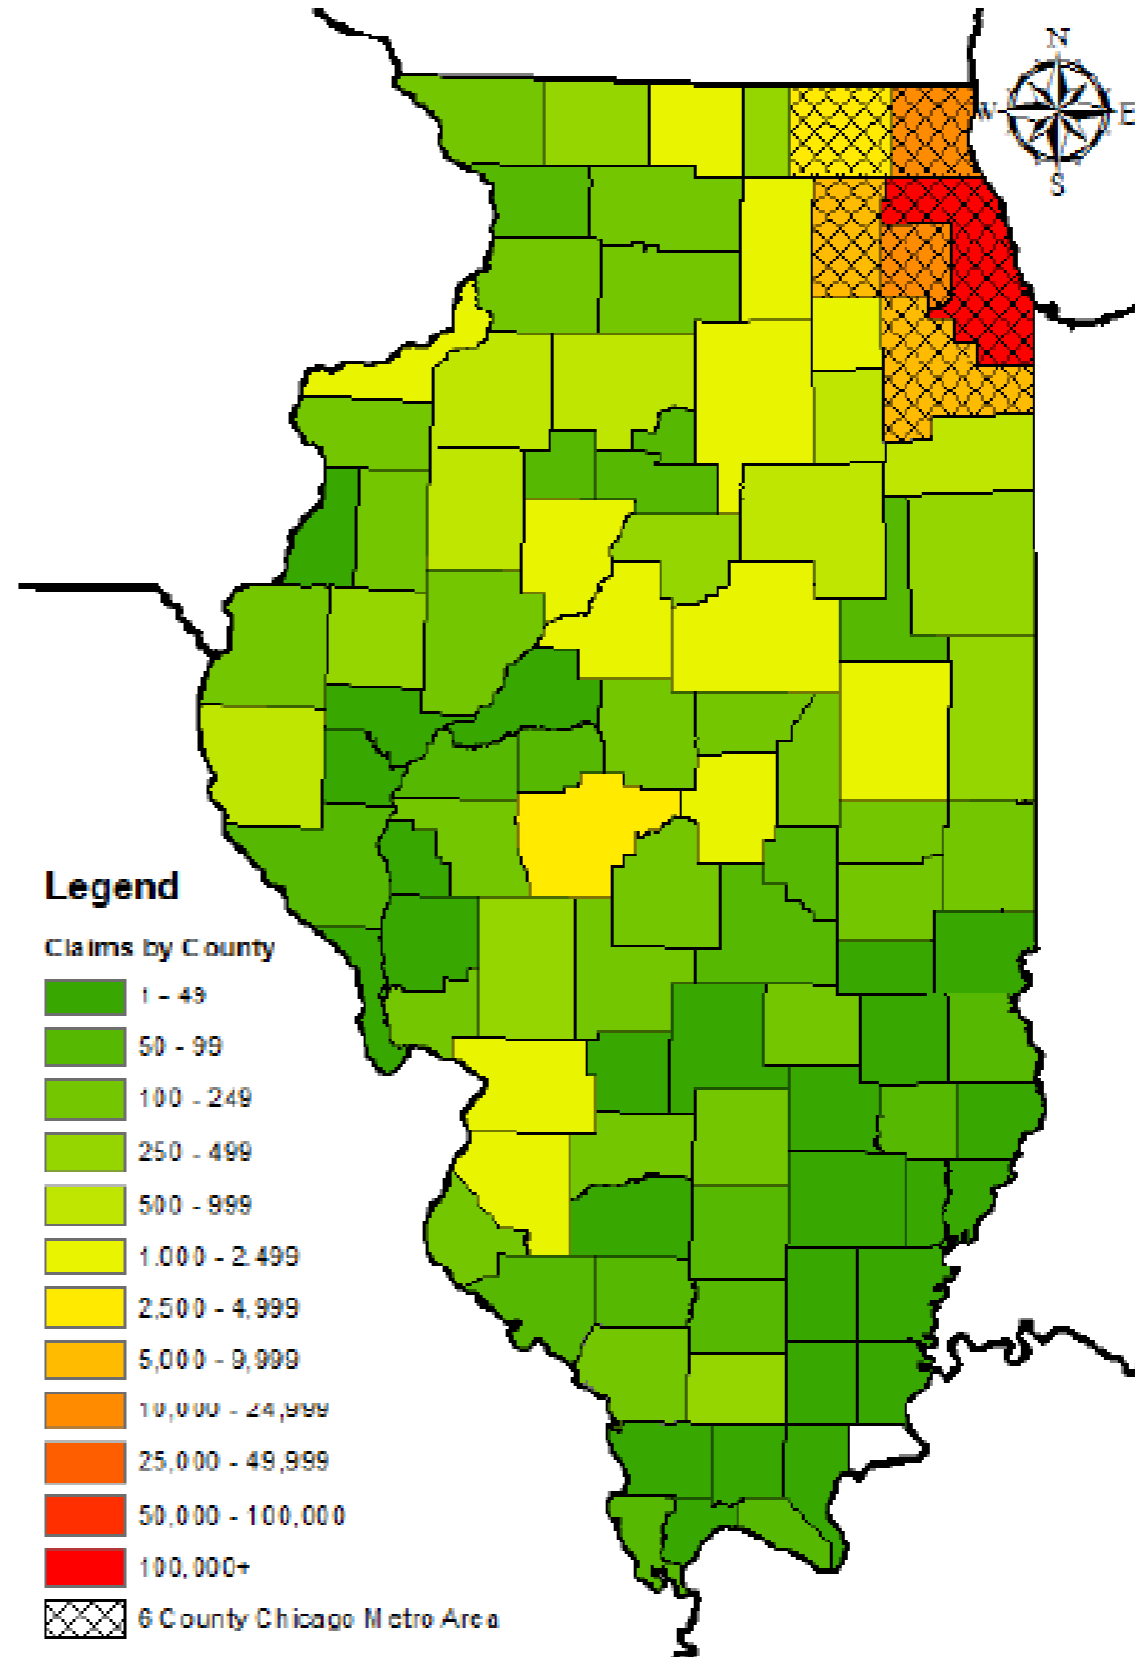 N
W
E
S
Legend
Claims by County
1 - 49
50 - 99
100 - 249
250 - 499
500 - 999
1,000 - 2,499
2,500 - 4,999
5,000 - 9,999
10,000 - 24,999
25,000 - 49,999
50,000 - 100,000
100,000+
6 County Chicago Metro Area